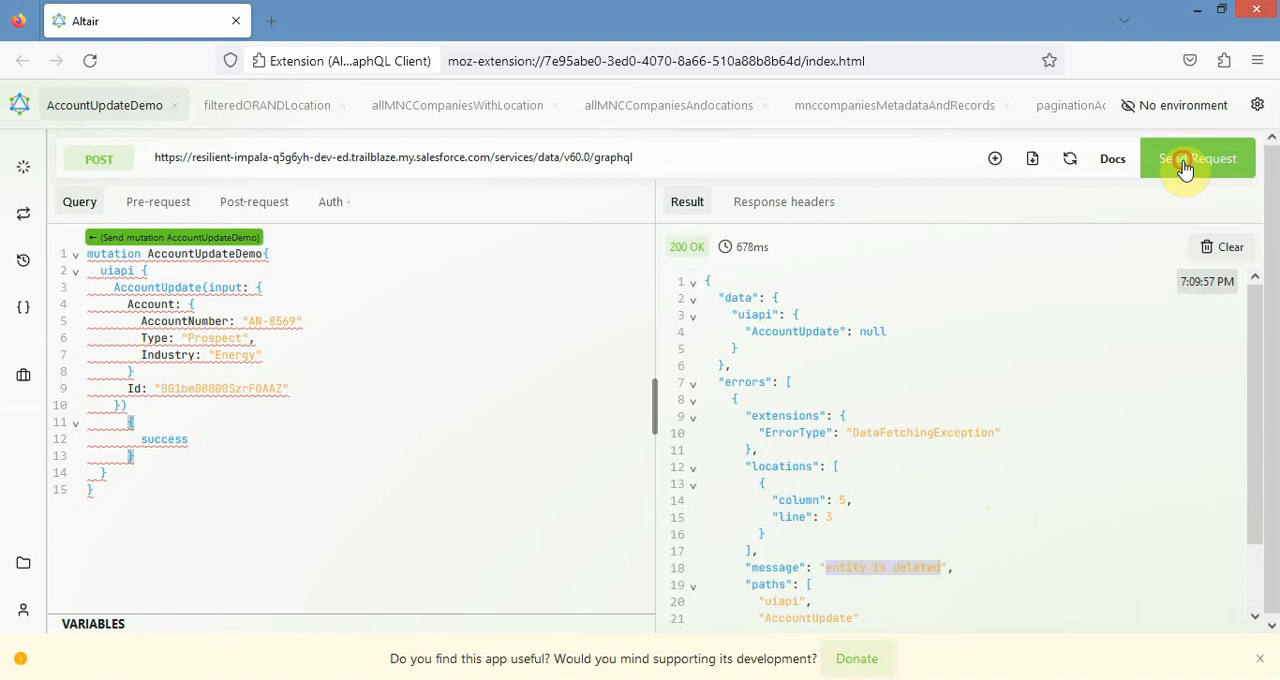 Altair
Extension (Al...aphQL Client)
moz-extension://7e95abe0-3ed0-4070-8a66-510a88b8b64d/index.html
AccountUpdateDemo
filteredORANDLocation
allMNCCompaniesWithLocation
allMNCCompaniesAndocations
mnccompaniesMetadataAndRecords
paginationAc
No environment
POST
https://resilient-impala-q5g6yh-dev-ed.trailblaze.my.salesforce.com/services/data/v60.0/graphql
Docs
Send Request
Query
Pre-request
Post-request
Auth
Result
Response headers
← (Send mutation AccountUpdateDemo)
1 mutation AccountUpdateDemo{
2 uiapi {
3 AccountUpdate(input: {
4 Account: {
5 AccountNumber: "AN-8569"
6 Type: "Prospect",
7 Industry: "Energy"
8 }
9 Id: "001bm00000SzrFOAAZ"
10 })
11 {
12 success
13 }
14 }
15 }
VARIABLES
200 OK
678ms
Clear
7:09:57 PM
1 {
2 "data": {
3 "uiapi": {
4 "AccountUpdate": null
5 }
6 },
7 "errors": [
8 {
9 "extensions": {
10 "ErrorType": "DataFetchingException"
11 },
12 "locations": [
13 {
14 "column": 5,
15 "line": 3
16 }
17 ],
18 "message": "entity is deleted",
19 "paths": [
20 "uiapi",
21 "AccountUpdate"
Do you find this app useful? Would you mind supporting its development?
Donate